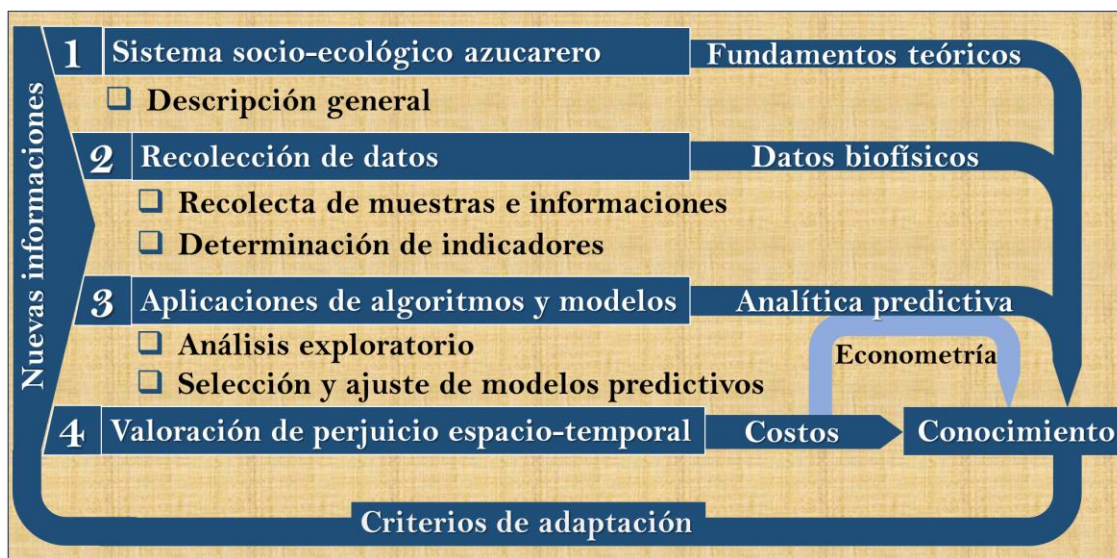 Nuevas informaciones
1 Sistema socio-ecológico azucarero
Fundamentos teóricos
Descripción general
2 Recolección de datos
Datos biofísicos
Recolecta de muestras e informaciones
Determinación de indicadores
3 Aplicaciones de algoritmos y modelos
Analítica predictiva
Análisis exploratorio
Econometría
Selección y ajuste de modelos predictivos
4 Valoración de perjuicio espacio-temporal
Costos
Conocimiento
Criterios de adaptación